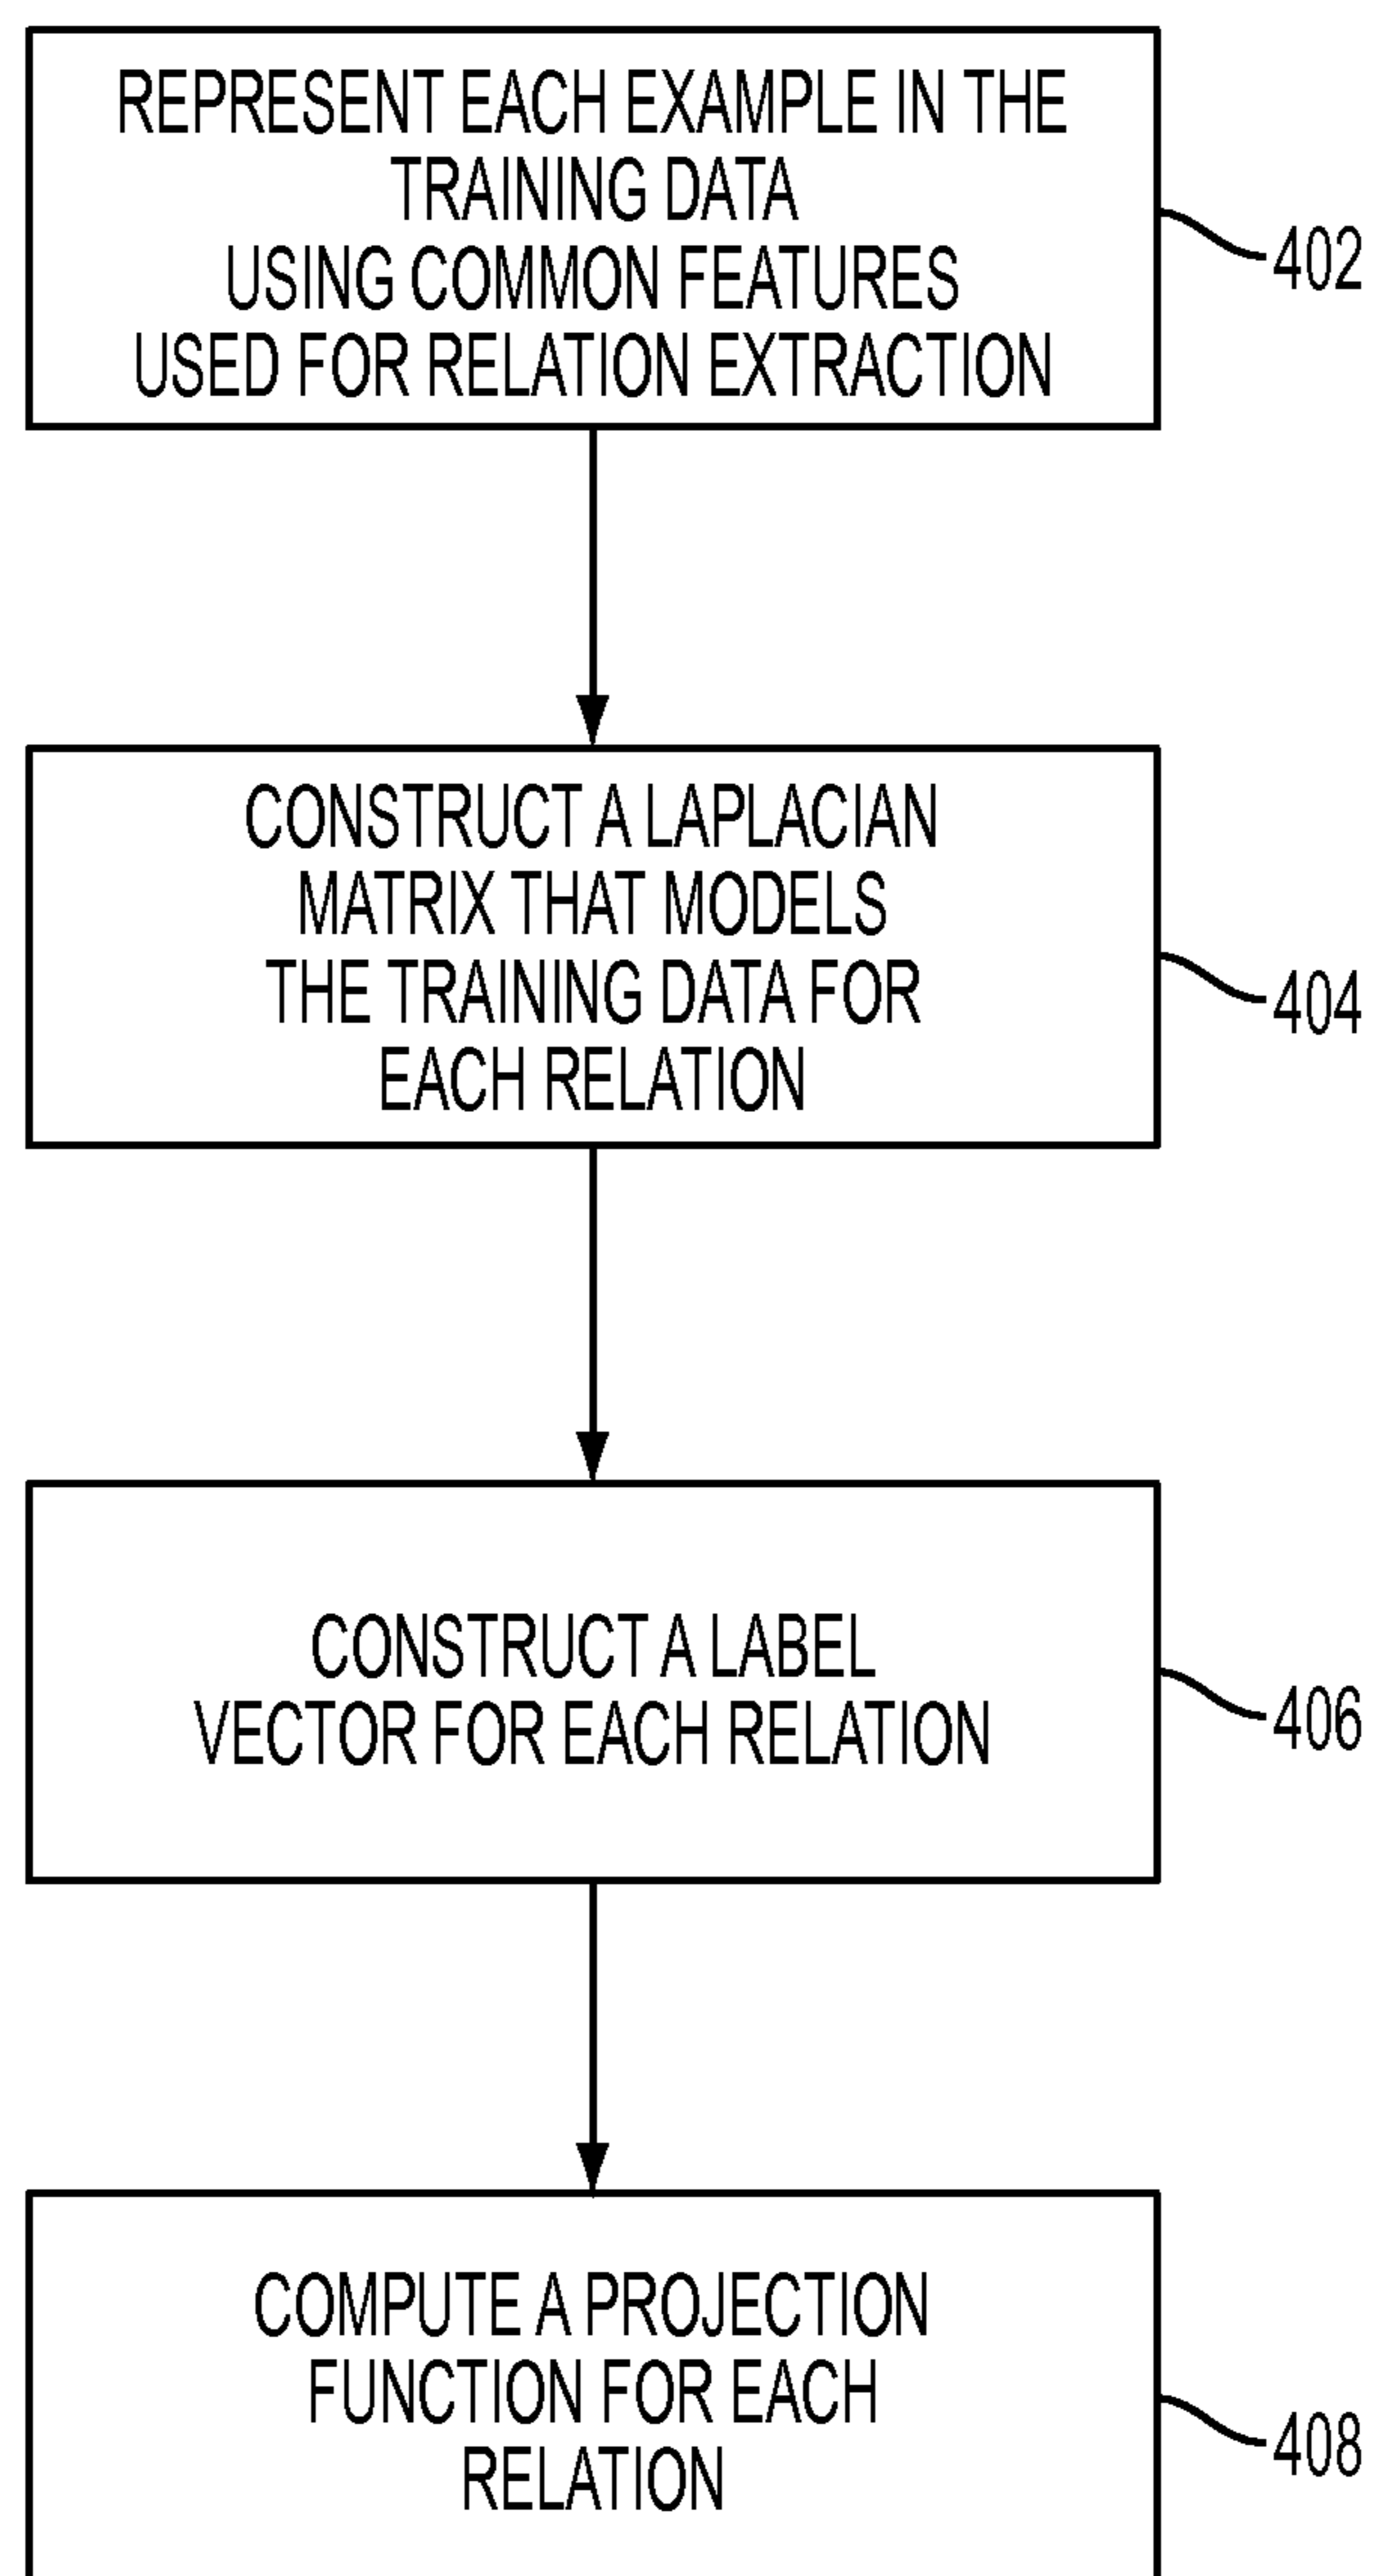 REPRESENT EACH EXAMPLE IN THE
TRAINING DATA
USING COMMON FEATURES
USED FOR RELATION EXTRACTION
402
CONSTRUCT A LAPLACIAN
MATRIX THAT MODELS
THE TRAINING DATA FOR
EACH RELATION
404
CONSTRUCT A LABEL
VECTOR FOR EACH RELATION
406
COMPUTE A PROJECTION
FUNCTION FOR EACH
RELATION
408